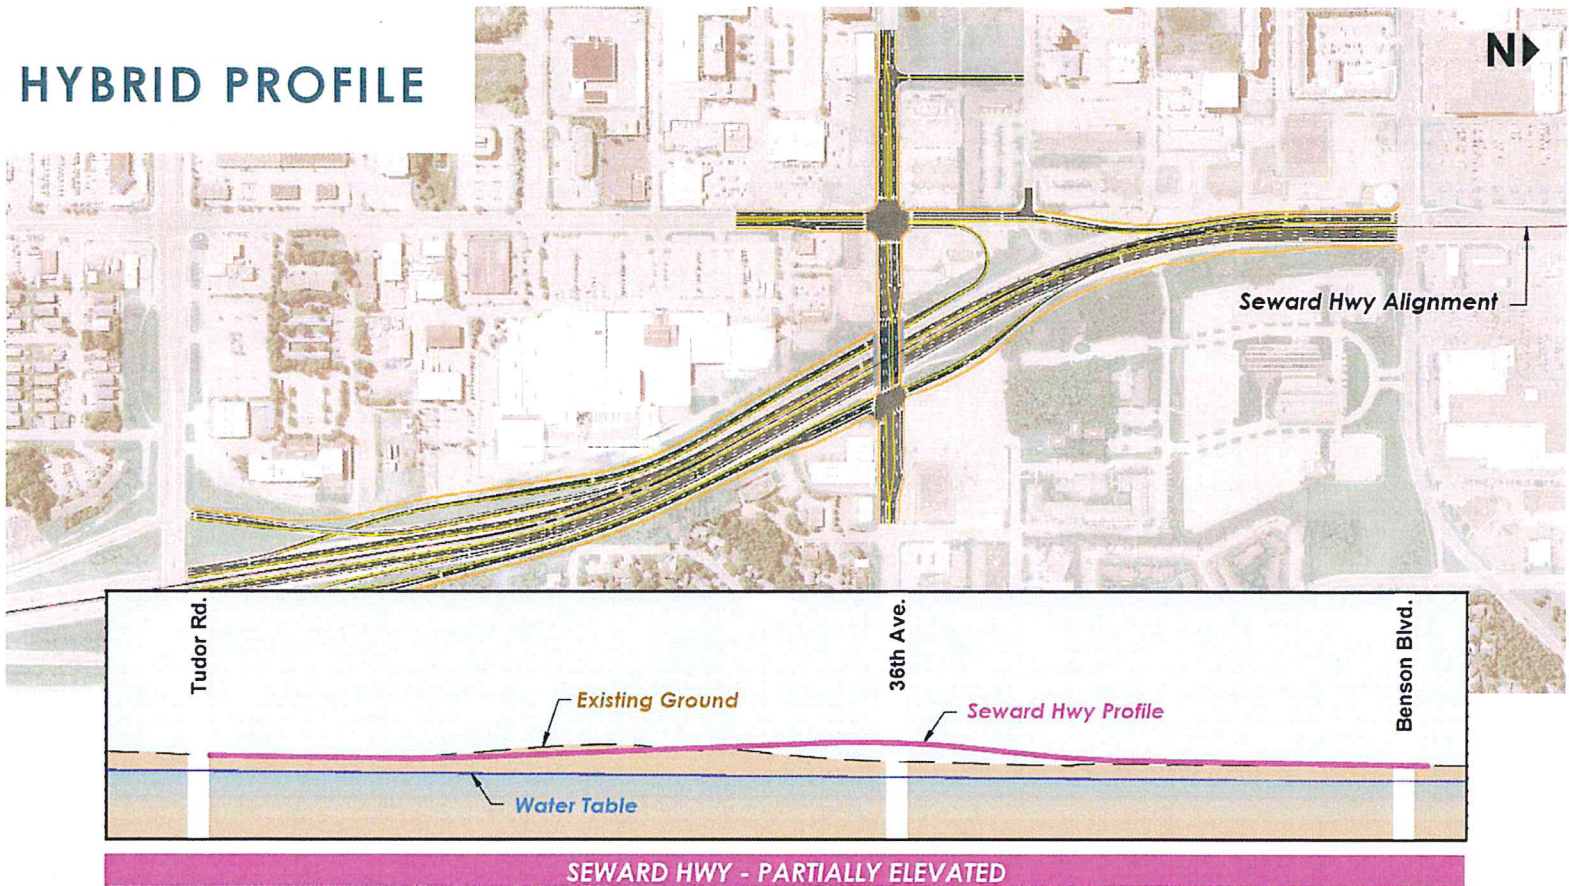 HYBRID PROFILE
N
Seward Hwy Alignment
Tudor Rd.
36th Ave.
Benson Blvd.
Existing Ground
Seward Hwy Profile
Water Table
SEWARD HWY - PARTIALLY ELEVATED